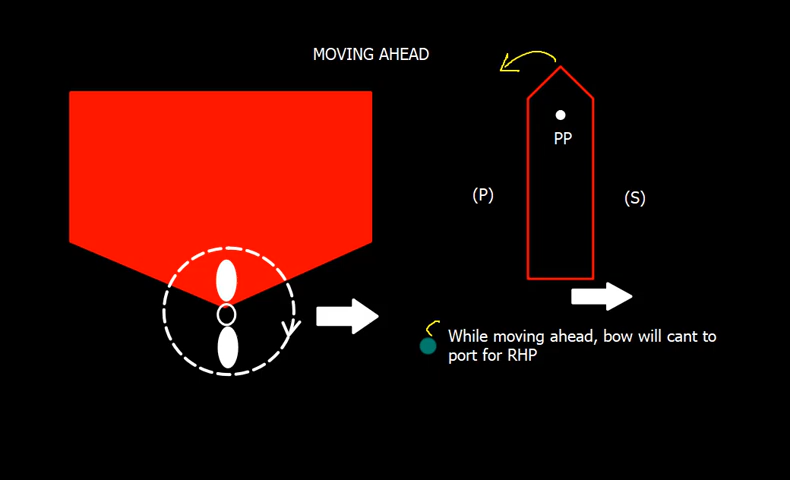 MOVING AHEAD
PP
(P)
(S)
While moving ahead, bow will cant to
port for RHP